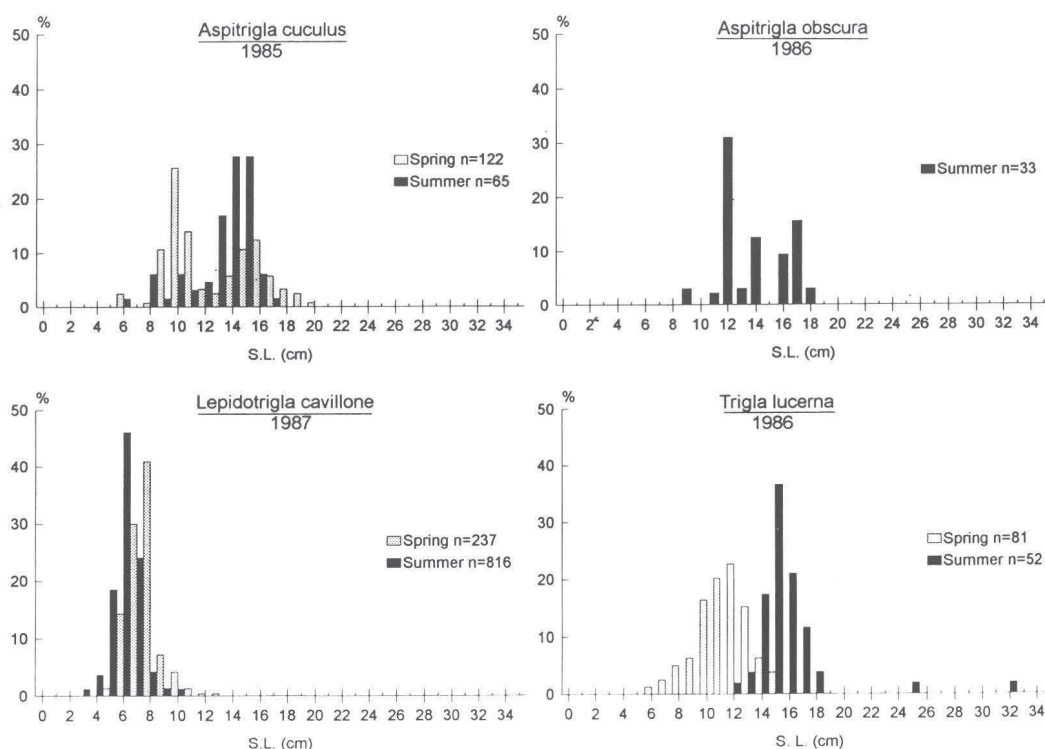 %
Aspitrigla cuculus
1985
50
40
30
20
10
0
Spring n=122
Summer n=65
0 2 4 6 8 10 12 14 16 18 20 22 24 26 28 30 32 34
S.L. (cm)
%
Aspitrigla obscura
1986
50
40
30
20
10
0
Summer n=33
0 2 4 6 8 10 12 14 16 18 20 22 24 26 28 30 32 34
S.L. (cm)
%
Lepidotrigla cavillone
1987
50
40
30
20
10
0
Spring n=237
Summer n=816
0 2 4 6 8 10 12 14 16 18 20 22 24 26 28 30 32 34
S.L. (cm)
%
Trigla lucerna
1986
50
40
30
20
10
0
Spring n=81
Summer n=52
0 2 4 6 8 10 12 14 16 18 20 22 24 26 28 30 32 34
S.L. (cm)